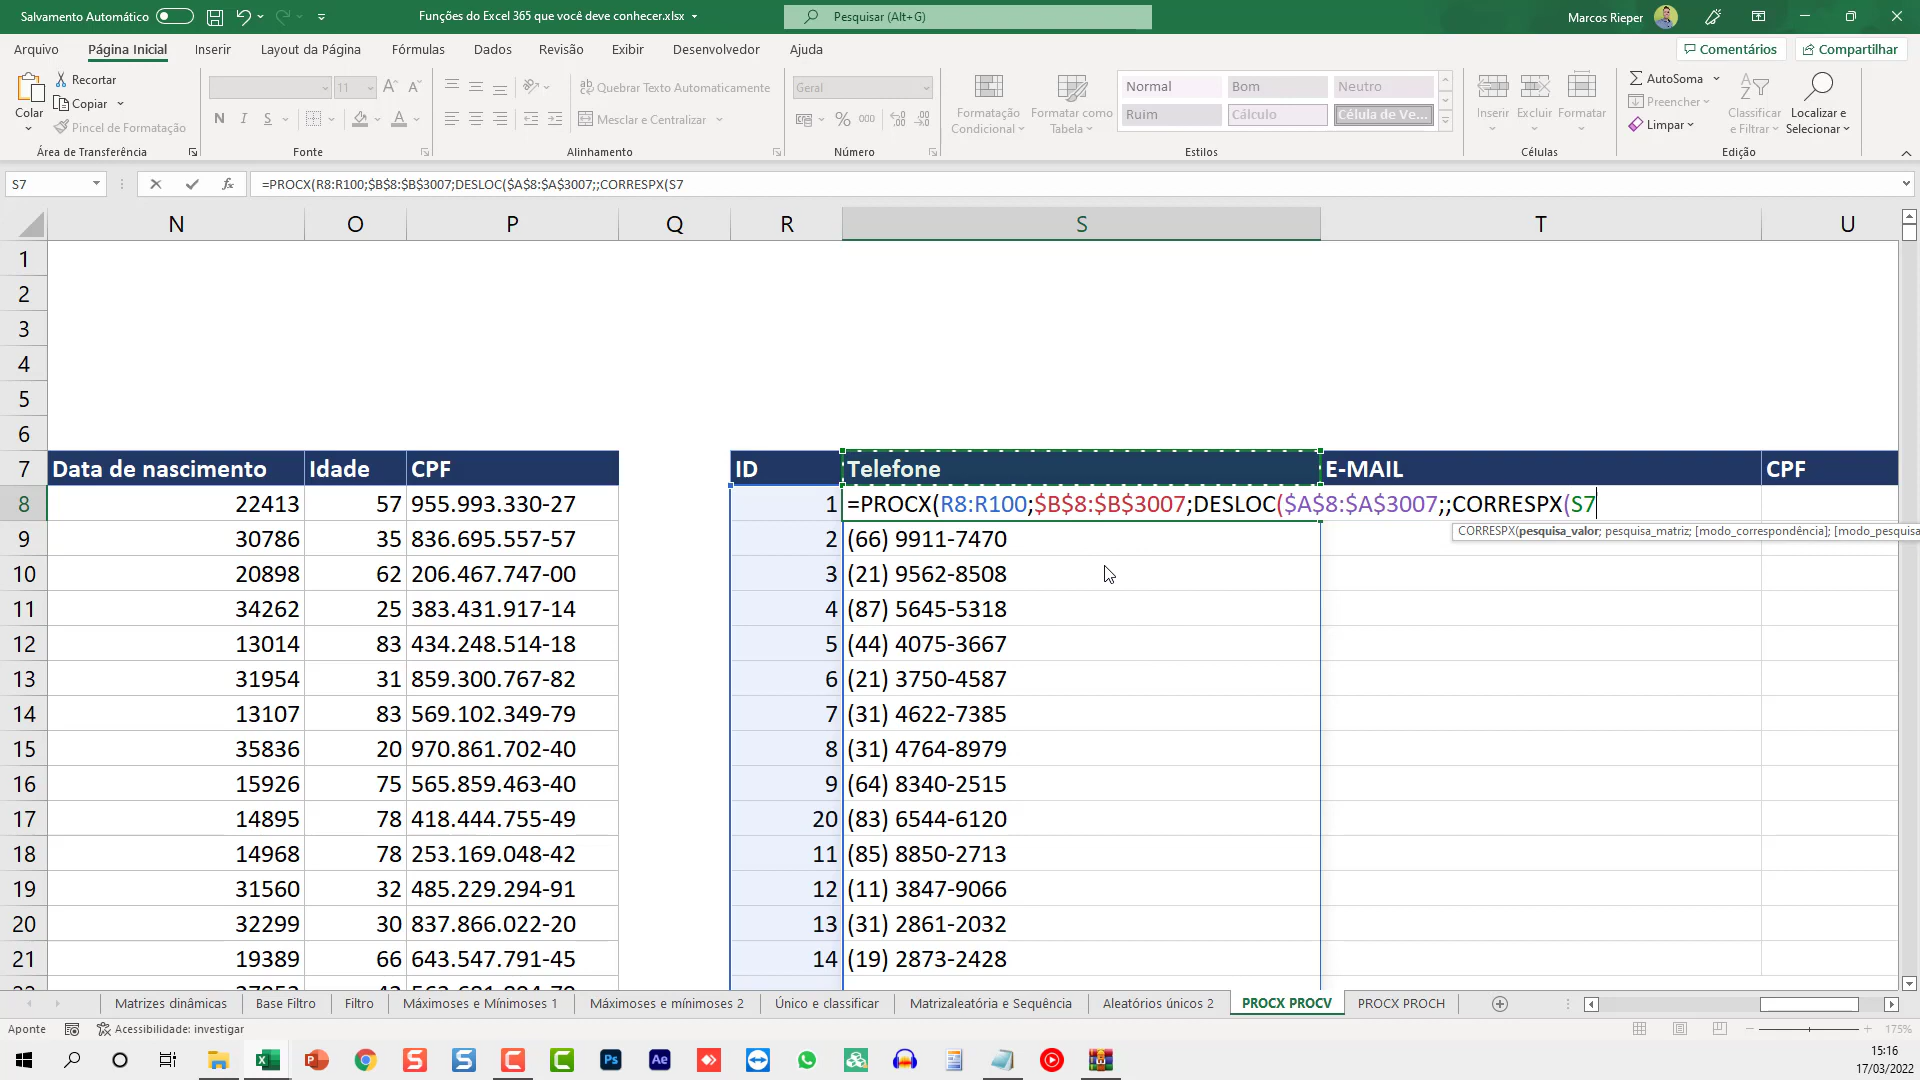 Salvamento Automático
Funções do Excel 365 que você deve conhecer.xlsx
Pesquisar (Alt+G)
Marcos Rieper
Arquivo Página Inicial Inserir Layout da Página Fórmulas Dados Revisão Exibir Desenvolvedor Ajuda Comentários Compartilhar
Colar
Recortar
Copiar
Pincel de Formatação
Área de Transferência
11
N I S
Fonte
Quebrar Texto Automaticamente
Mesclar e Centralizar
Alinhamento
Geral
% 000
Número
Formatação Condicional
Formatar como Tabela
Normal Bom Neutro
Ruim Cálculo Célula de Ve...
Estilos
Inserir Excluir Formatar
Células
AutoSoma
Preencher
Limpar
Classificar e Filtrar
Localizar e Selecionar
Edição
S7 fx =PROCX(R8:R100;$B$8:$B$3007;DESLOC($A$8:$A$3007;;CORRESPX(S7
N O P Q R S T U
1
2
3
4
5
6
7 Data de nascimento Idade CPF ID Telefone E-MAIL CPF
8 22413 57 955.993.330-27 1 =PROCX(R8:R100;$B$8:$B$3007;DESLOC($A$8:$A$3007;;CORRESPX(S7
CORRESPX(pesquisa_valor; pesquisa_matriz; [modo_correspondência]; [modo_pesquisa
9 30786 35 836.695.557-57 2 (66) 9911-7470
10 20898 62 206.467.747-00 3 (21) 9562-8508
11 34262 25 383.431.917-14 4 (87) 5645-5318
12 13014 83 434.248.514-18 5 (44) 4075-3667
13 31954 31 859.300.767-82 6 (21) 3750-4587
14 13107 83 569.102.349-79 7 (31) 4622-7385
15 35836 20 970.861.702-40 8 (31) 4764-8979
16 15926 75 565.859.463-40 9 (64) 8340-2515
17 14895 78 418.444.755-49 20 (83) 6544-6120
18 14968 78 253.169.048-42 11 (85) 8850-2713
19 31560 32 485.229.294-91 12 (11) 3847-9066
20 32299 30 837.866.022-20 13 (31) 2861-2032
21 19389 66 643.547.791-45 14 (19) 2873-2428
Matrizes dinâmicas Base Filtro Filtro Máximoses e Mínimoses 1 Máximoses e mínimoses 2 Único e classificar Matrizaleatória e Sequência Aleatórios únicos 2 PROCX PROCV PROCX PROCH
Aponte Acessibilidade: investigar 175%
15:16
17/03/2022